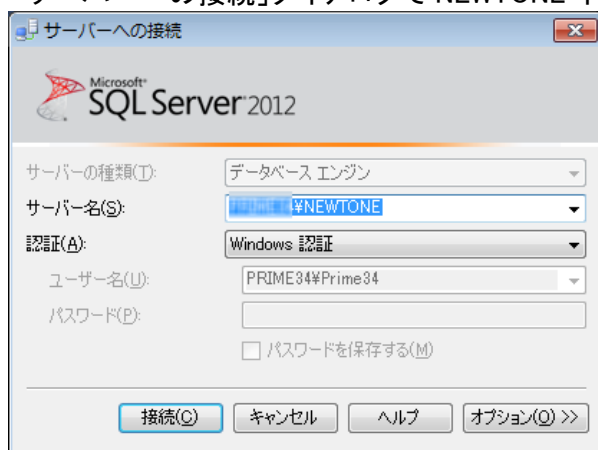 サーバーへの接続
Microsoft
SQL Server 2012
サーバーの種類(T): データベース エンジン
サーバー名(S): ¥NEWTONE
認証(A): Windows 認証
ユーザー名(U): PRIME34¥Prime34
パスワード(P):
パスワードを保存する(M)
接続(C) キャンセル ヘルプ オプション(O) >>